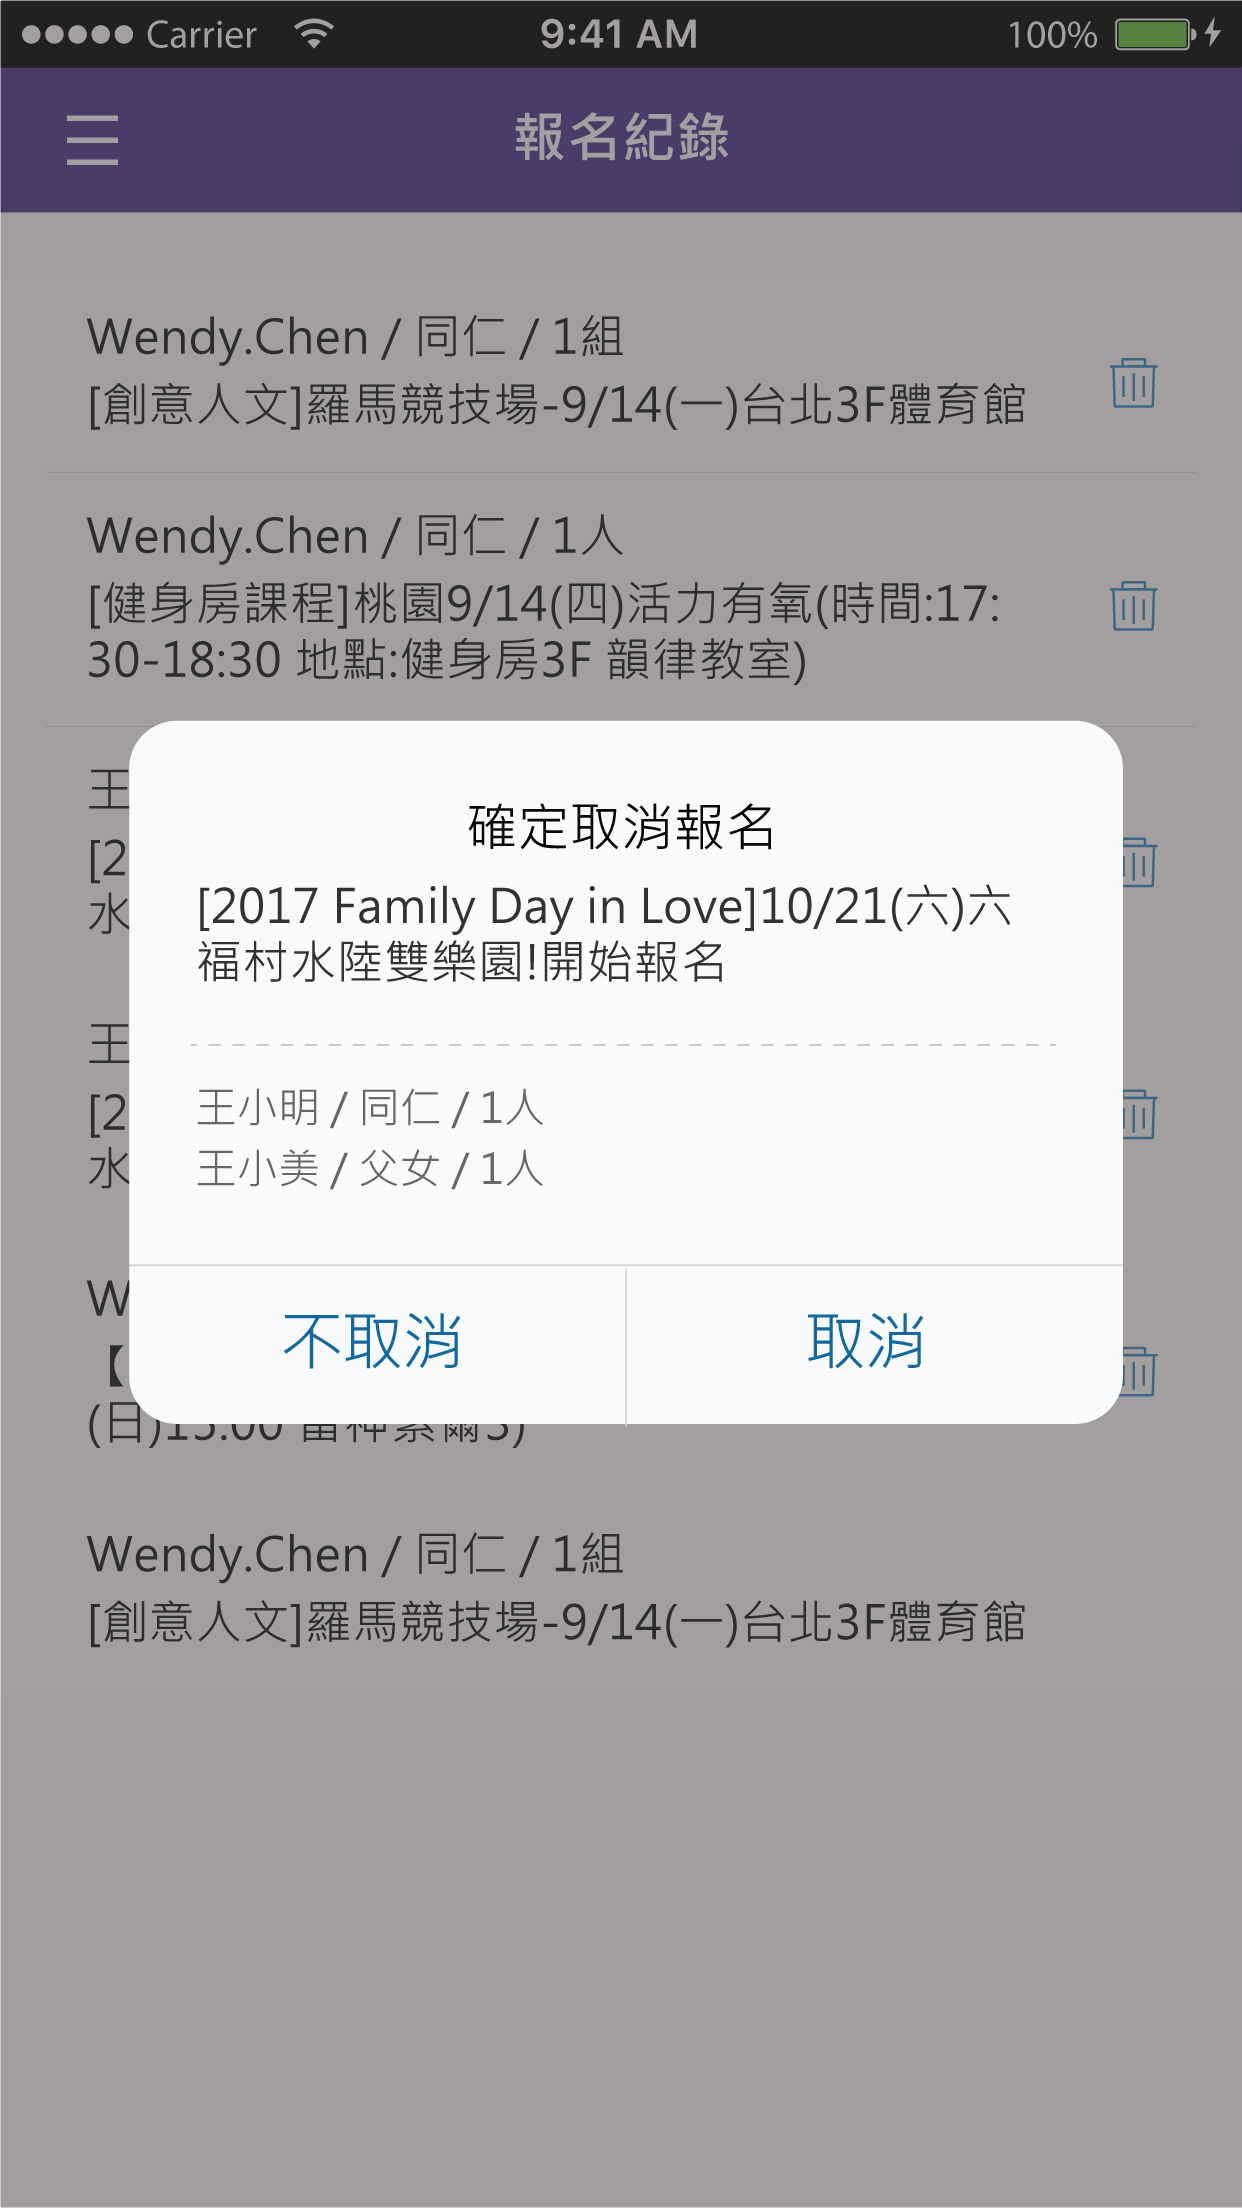 Carrier 9:41 AM 100%
報名紀錄
Wendy.Chen / 同仁 / 1組
[創意人文]羅馬競技場-9/14(一)台北3F體育館
Wendy.Chen / 同仁 / 1人
[健身房課程]桃園9/14(四)活力有氧(時間:17:
30-18:30 地點:健身房3F 韻律教室)
王
[2
水
確定取消報名
[2017 Family Day in Love]10/21(六)六
福村水陸雙樂園!開始報名
王小明 / 同仁 / 1人
王小美 / 父女 / 1人
王
[2
水
不取消 取消
W
【
(日)15:00 雷神索爾3)
Wendy.Chen / 同仁 / 1組
[創意人文]羅馬競技場-9/14(一)台北3F體育館